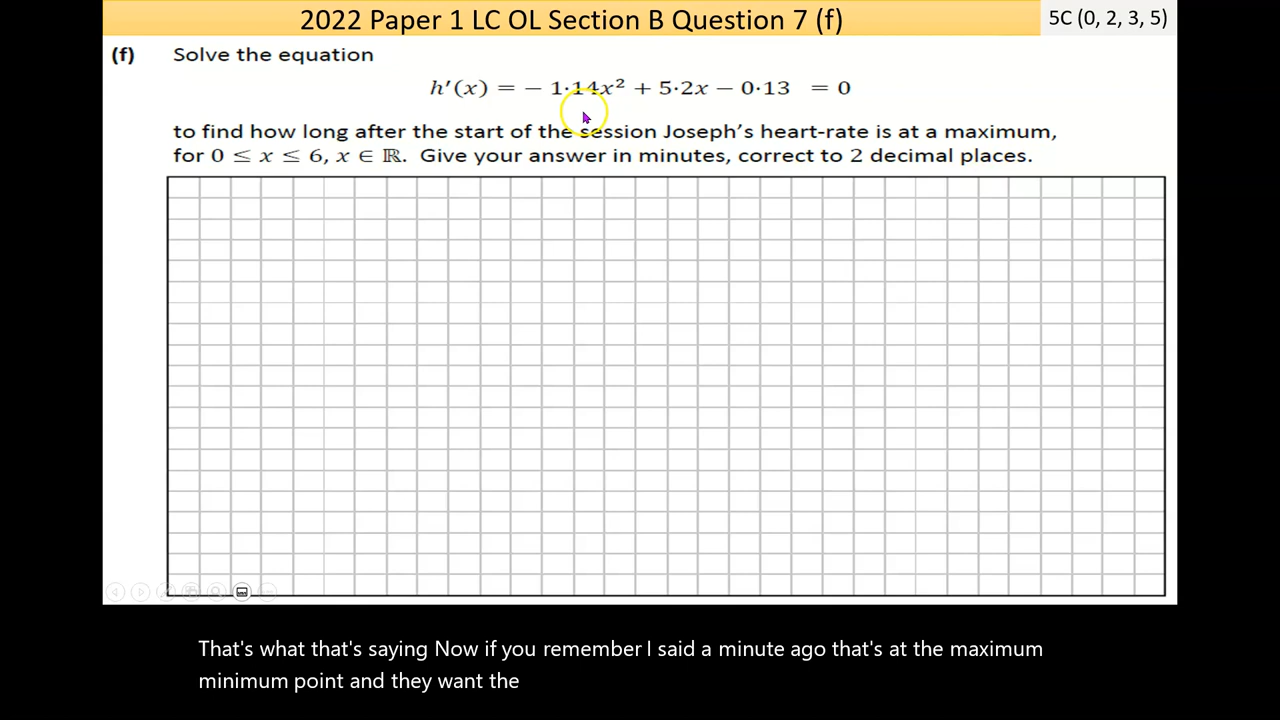 2022 Paper 1 LC OL Section B Question 7 (f)
5C (0, 2, 3, 5)
(f) Solve the equation
h′(x) = − 1·14x² + 5·2x − 0·13 = 0
to find how long after the start of the session Joseph's heart-rate is at a maximum,
for 0 ≤ x ≤ 6, x ∈ ℝ. Give your answer in minutes, correct to 2 decimal places.
That's what that's saying Now if you remember I said a minute ago that's at the maximum
minimum point and they want the